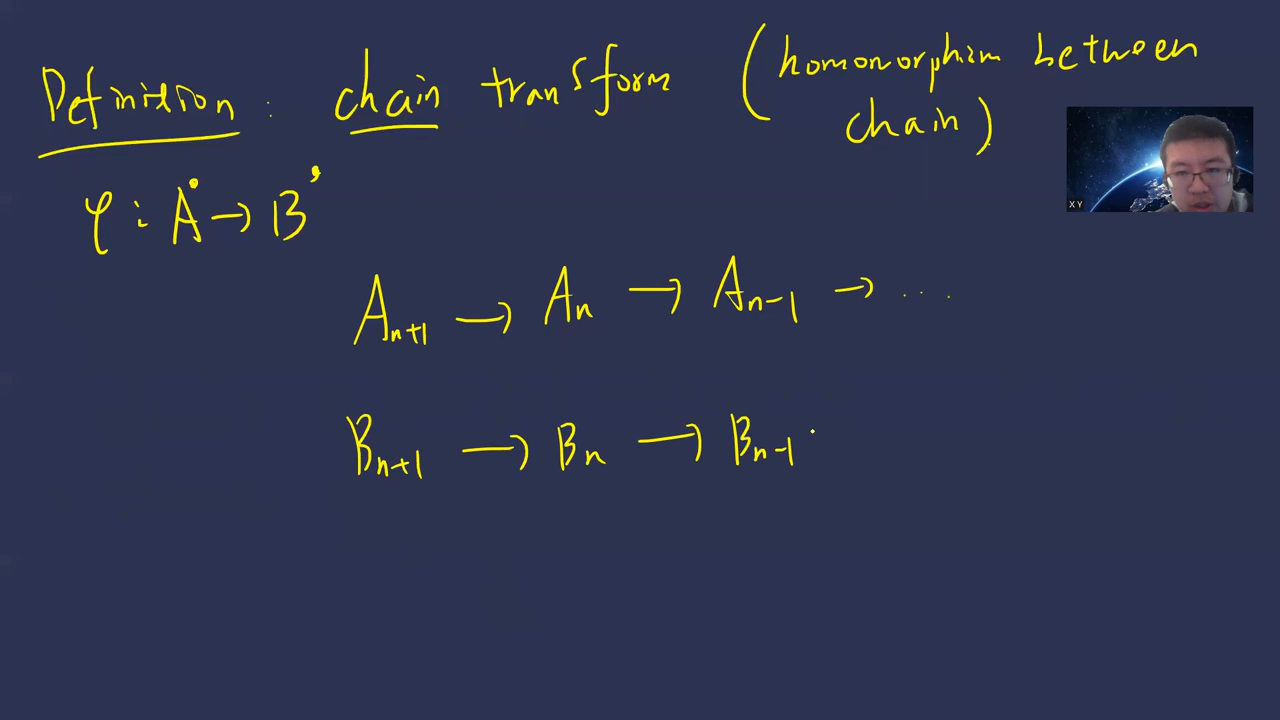 Definition : chain transform (homomorphism between
chain)
φ : A• → B•
Aₙ₊₁ → Aₙ → Aₙ₋₁ → ...
Bₙ₊₁ → Bₙ → Bₙ₋₁
X Y